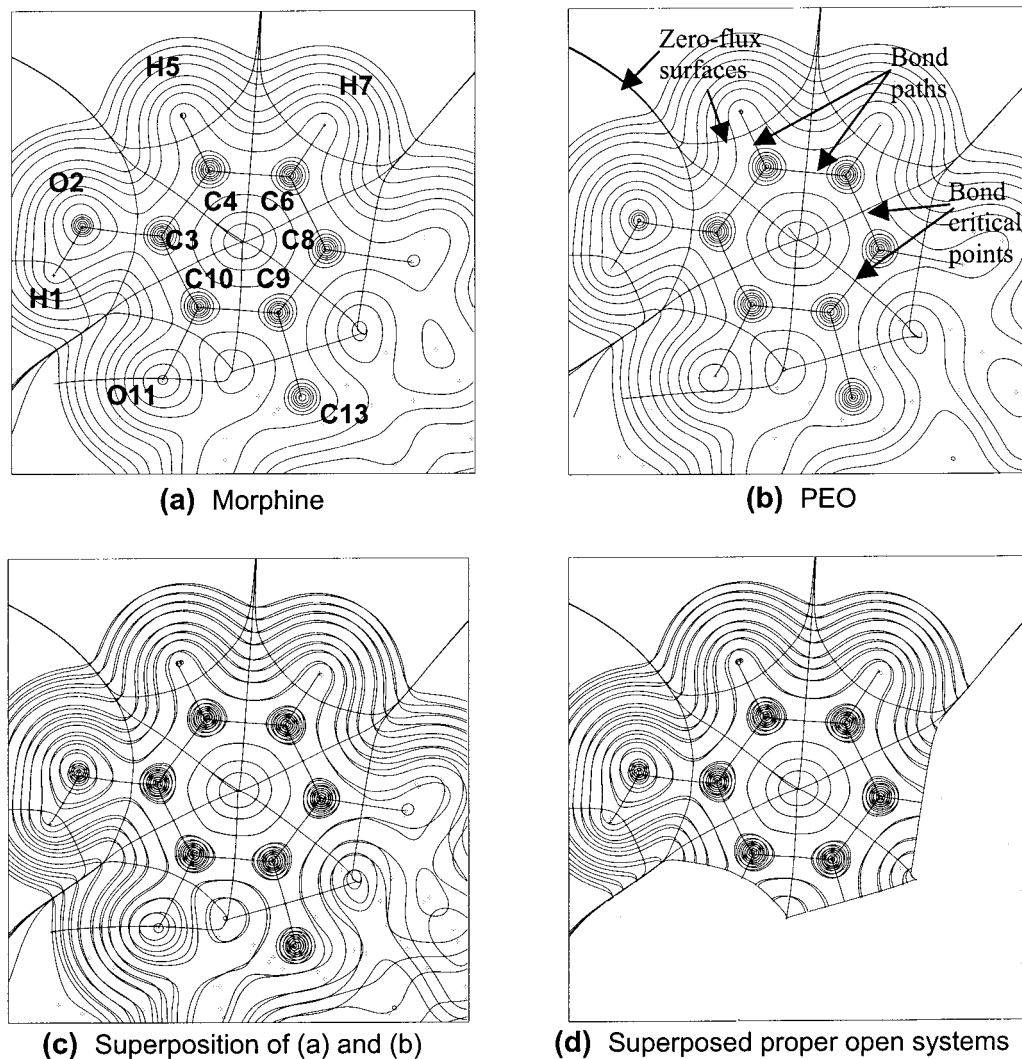 H5
H7
O2
C4
C6
C3
C8
C10
C9
H1
O11
C13
(a) Morphine
Zero-flux
surfaces
Bond
paths
Bond
critical
points
(b) PEO
(c) Superposition of (a) and (b)
(d) Superposed proper open systems